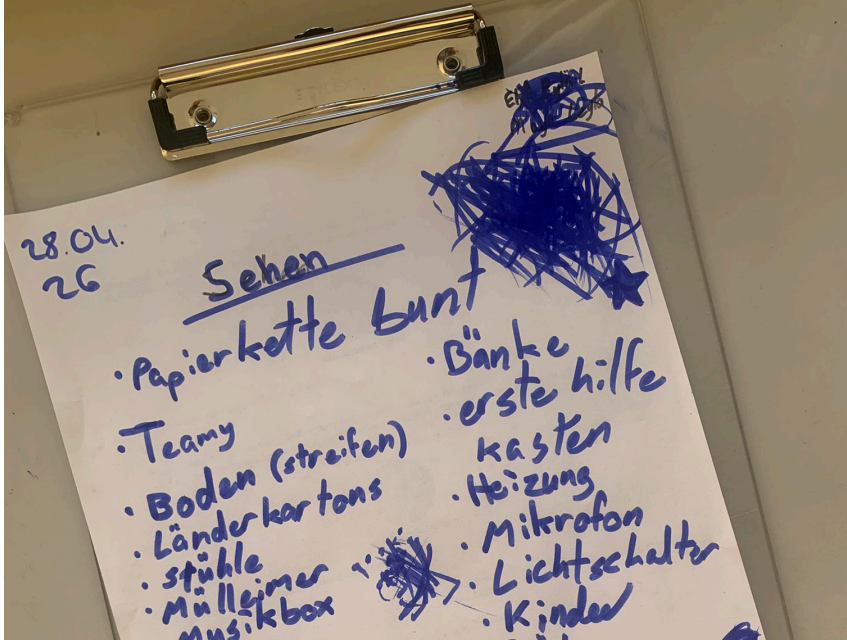 28.04.
26
Sehen
• Papierkette bunt
• Teamy
• Boden (streifen)
• Länderkartons
• stühle
• Mülleimer
Musikbox
• Bänke
• erste hilfe
kasten
• Heizung
• Mikrofon
• Lichtschalter
• Kinder